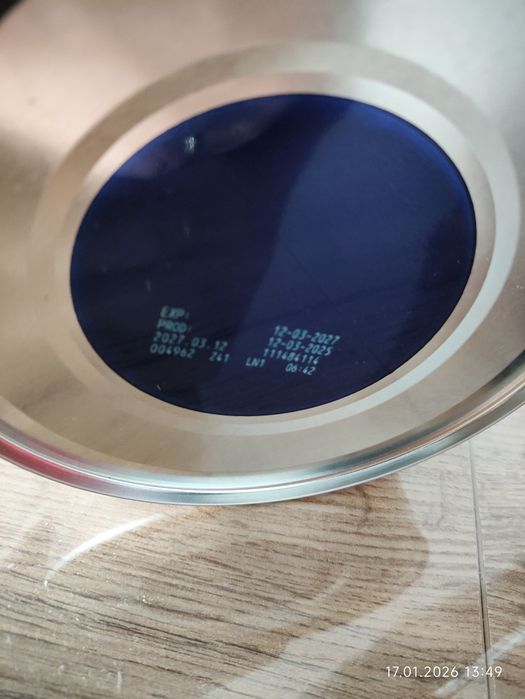 EXP: 12-03-2027
PROD: 12-03-2025
2027.03.12 111484114
004962 241 LN1 06:42
17.01.2026 13:49